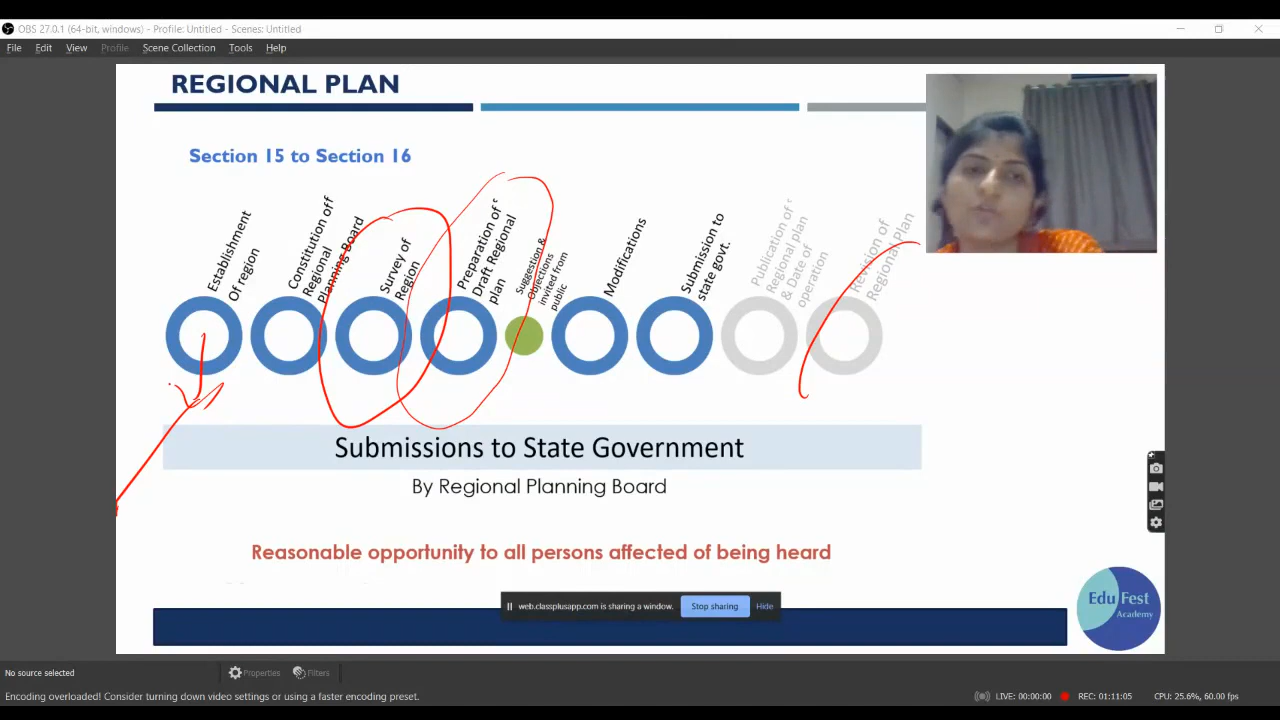 OBS 27.0.1 (64-bit, windows) - Profile: Untitled - Scenes: Untitled
File Edit View Profile Scene Collection Tools Help
REGIONAL PLAN
Section 15 to Section 16
Establishment
Of region
Constitution off
Regional
Planning Board
Survey of
Region
Preparation of
Draft Regional
plan
Suggestion &
Objections
invited from
public
Modifications
Submission to
state govt.
Publication of
Regional plan
& Date of
operation
Revision of
Regional Plan
Submissions to State Government
By Regional Planning Board
Reasonable opportunity to all persons affected of being heard
web.classplusapp.com is sharing a window. Stop sharing Hide
Edu Fest
Academy
No source selected Properties Filters
Encoding overloaded! Consider turning down video settings or using a faster encoding preset. LIVE: 00:00:00 REC: 01:11:05 CPU: 25.6%, 60.00 fps